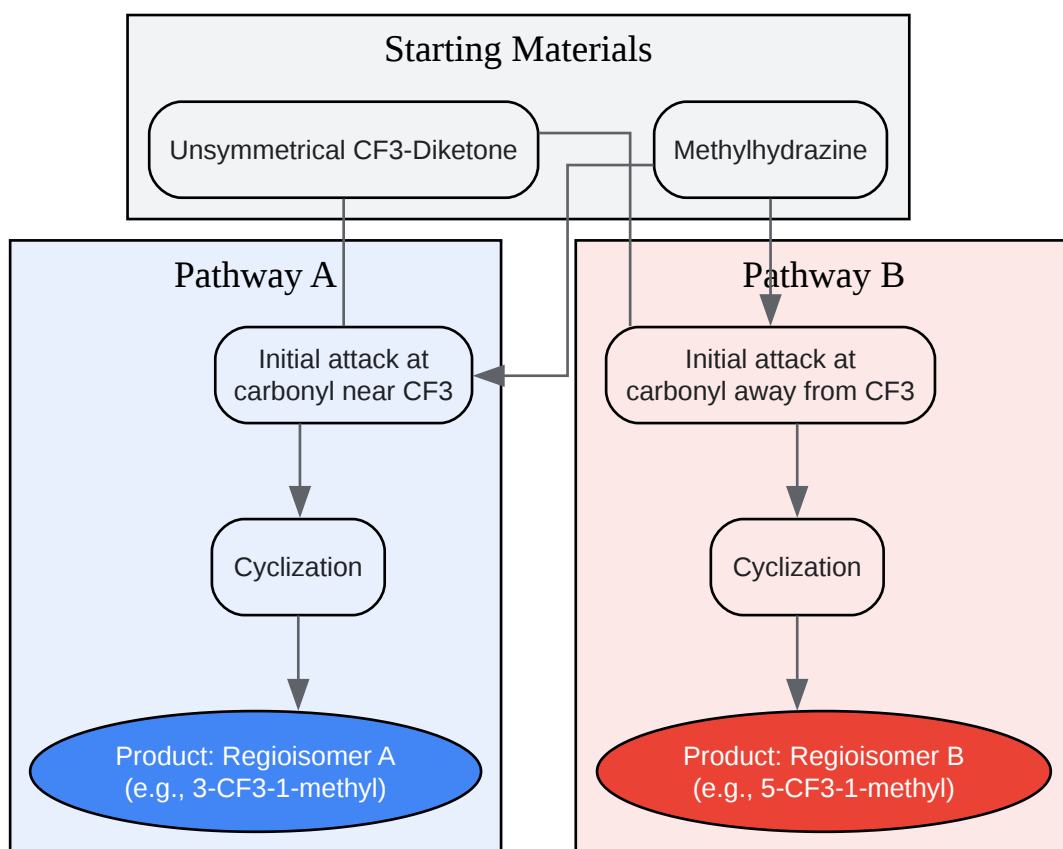 Starting Materials
Unsymmetrical CF3-Diketone
Methylhydrazine
Pathway A
Pathway B
Initial attack at
carbonyl near CF3
Initial attack at
carbonyl away from CF3
Cyclization
Cyclization
Product: Regioisomer A
(e.g., 3-CF3-1-methyl)
Product: Regioisomer B
(e.g., 5-CF3-1-methyl)